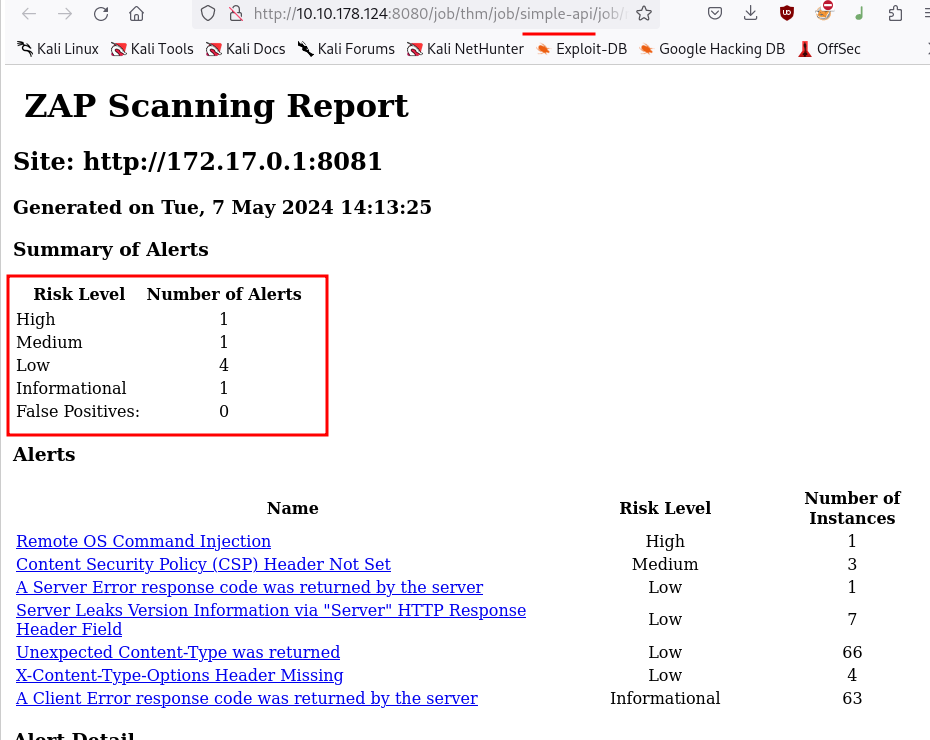 http://10.10.178.124:8080/job/thm/job/simple-api/job/
Kali Linux Kali Tools Kali Docs Kali Forums Kali NetHunter Exploit-DB Google Hacking DB OffSec
ZAP Scanning Report
Site: http://172.17.0.1:8081
Generated on Tue, 7 May 2024 14:13:25
Summary of Alerts
Risk Level Number of Alerts
High 1
Medium 1
Low 4
Informational 1
False Positives: 0
Alerts
Name Risk Level Number of
Instances
Remote OS Command Injection High 1
Content Security Policy (CSP) Header Not Set Medium 3
A Server Error response code was returned by the server Low 1
Server Leaks Version Information via "Server" HTTP Response
Header Field Low 7
Unexpected Content-Type was returned Low 66
X-Content-Type-Options Header Missing Low 4
A Client Error response code was returned by the server Informational 63
Alert Detail